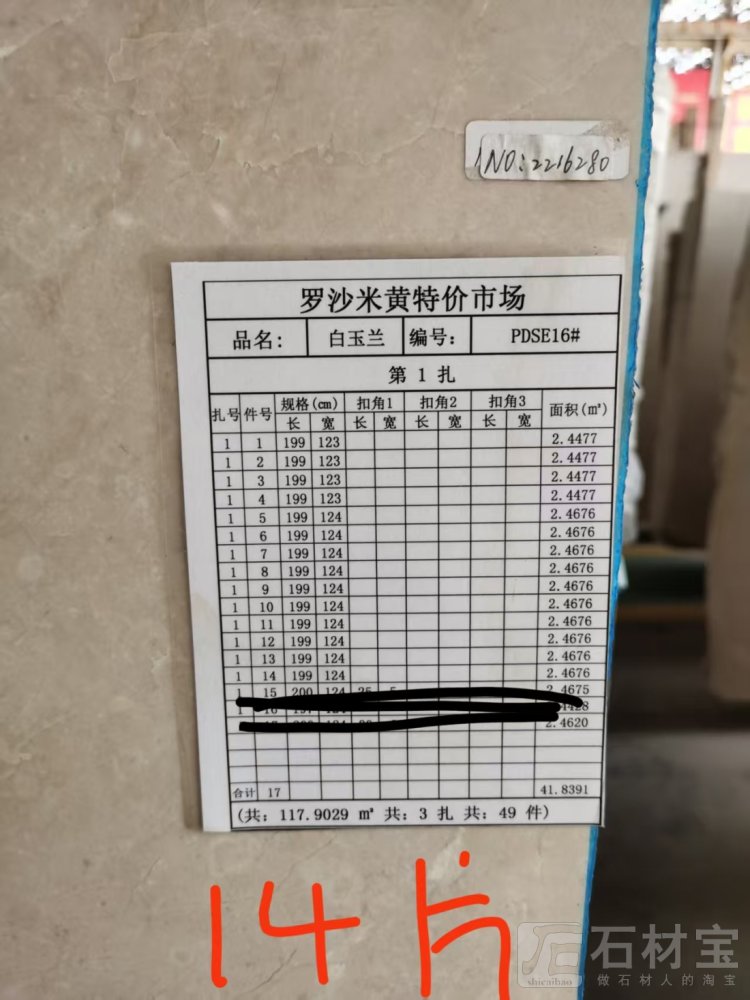 NO:2216280
罗沙米黄特价市场
品名: 白玉兰 编号: PDSE16#
第 1 扎
扎号 件号 规格(cm) 扣角1 扣角2 扣角3 面积(㎡)
长 宽 长 宽 长 宽 长 宽
1 1 199 123 2.4477
1 2 199 123 2.4477
1 3 199 123 2.4477
1 4 199 123 2.4477
1 5 199 124 2.4676
1 6 199 124 2.4676
1 7 199 124 2.4676
1 8 199 124 2.4676
1 9 199 124 2.4676
1 10 199 124 2.4676
1 11 199 124 2.4676
1 12 199 124 2.4676
1 13 199 124 2.4676
1 14 199 124 2.4676
1 15 200 124 25 5 2.4675
2.4620
合计 17 41.8391
(共: 117.9029 ㎡ 共: 3 扎 共: 49 件)
14片
石材宝
shicaibao 做石材人的淘宝